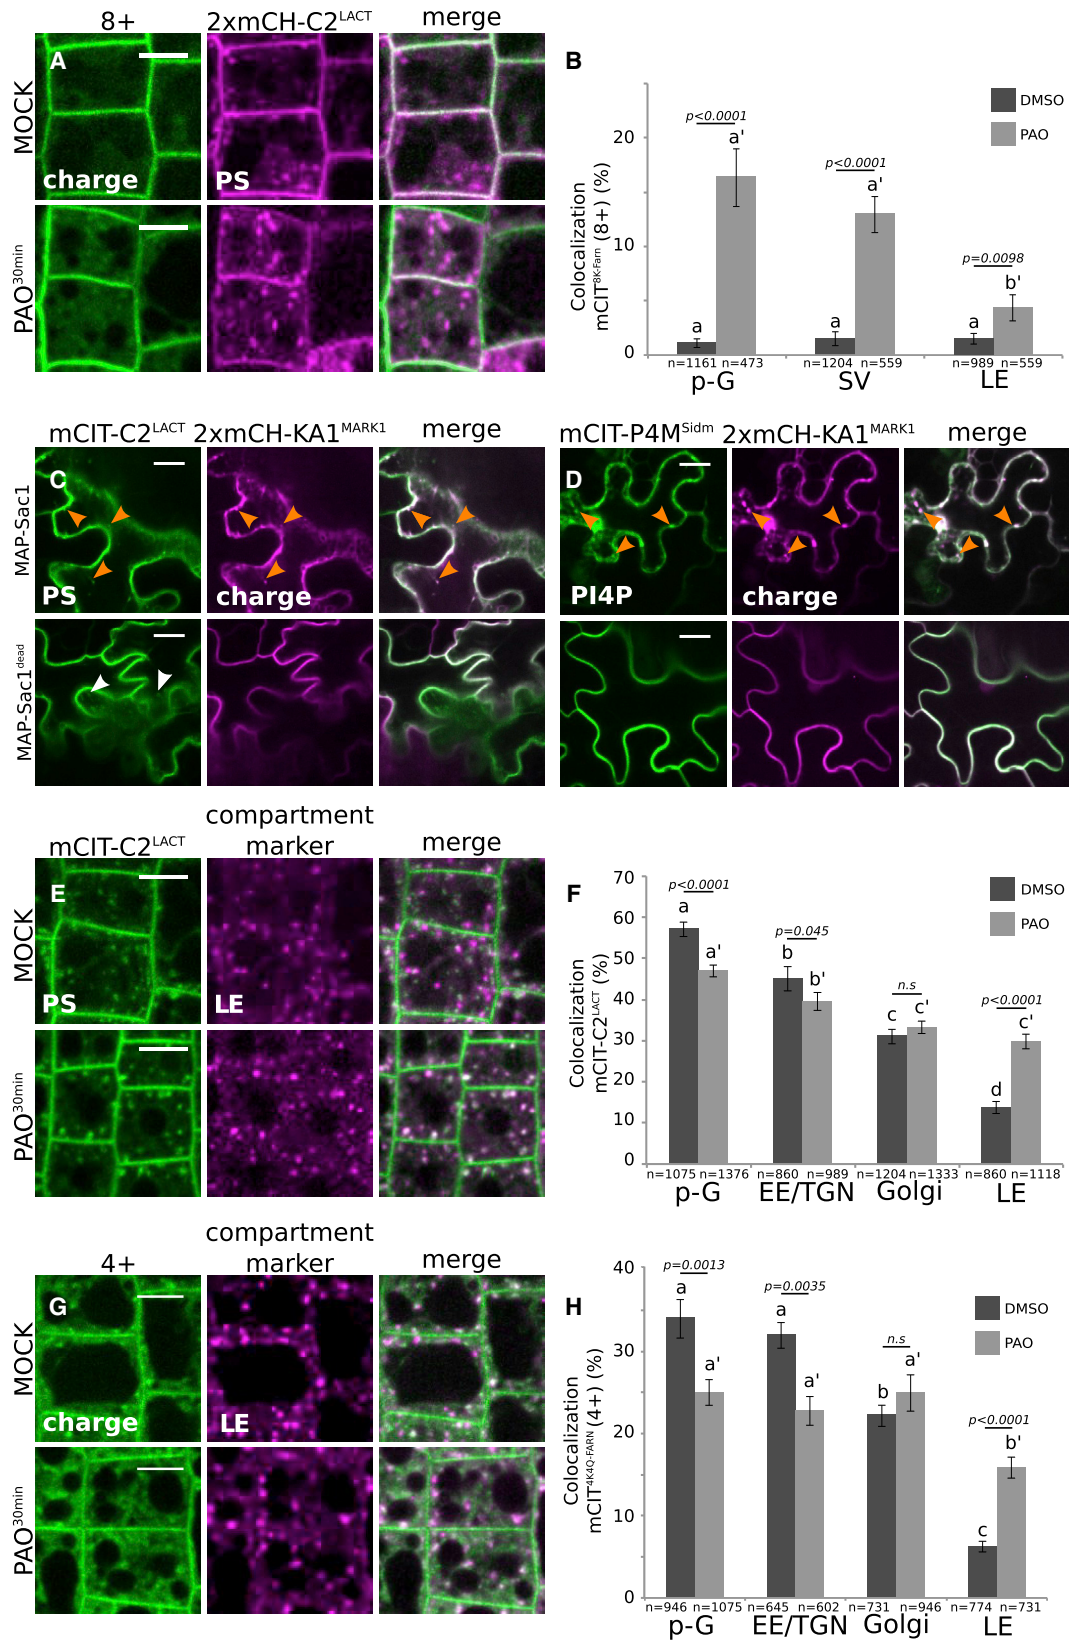 8+ 2xmCH-C2LACT merge
MOCK
A
charge
PS
PAO30min
B
DMSO
PAO
Colocalization
mCIT8K-Farn (8+) (%)
20
10
0
p<0.0001
p<0.0001
p=0.0098
a a' a a' a b'
n=1161 n=473 n=1204 n=559 n=989 n=559
p-G SV LE
mCIT-C2LACT 2xmCH-KA1MARK1 merge
MAP-Sac1
C
PS
charge
MAP-Sac1dead
mCIT-P4MSidm 2xmCH-KA1MARK1 merge
D
PI4P
charge
compartment
mCIT-C2LACT marker merge
MOCK
E
PS
LE
PAO30min
F
DMSO
PAO
Colocalization
mCIT-C2LACT (%)
70
60
50
40
30
20
10
0
p<0.0001
p=0.045
n.s
p<0.0001
a a' b b' c c' d c'
n=1075 n=1376 n=860 n=989 n=1204 n=1333 n=860 n=1118
p-G EE/TGN Golgi LE
compartment
4+ marker merge
MOCK
G
charge
LE
PAO30min
H
DMSO
PAO
Colocalization
mCIT4K4Q-FARN (4+) (%)
40
30
20
10
0
p=0.0013
p=0.0035
n.s
p<0.0001
a a' a a' b a' c b'
n=946 n=1075 n=645 n=602 n=731 n=946 n=774 n=731
p-G EE/TGN Golgi LE